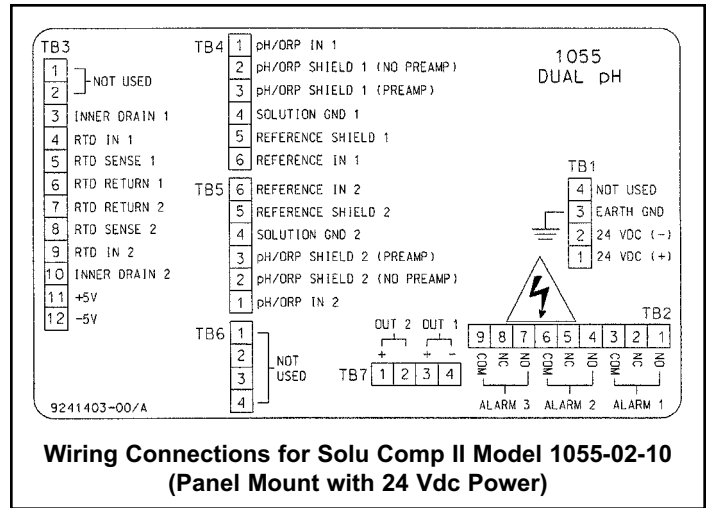 TB3
1
2
NOT USED
3 INNER DRAIN 1
4 RTD IN 1
5 RTD SENSE 1
6 RTD RETURN 1
7 RTD RETURN 2
8 RTD SENSE 2
9 RTD IN 2
10 INNER DRAIN 2
11 +5V
12 -5V
TB4
1 pH/ORP IN 1
2 pH/ORP SHIELD 1 (NO PREAMP)
3 pH/ORP SHIELD 1 (PREAMP)
4 SOLUTION GND 1
5 REFERENCE SHIELD 1
6 REFERENCE IN 1
TB5
6 REFERENCE IN 2
5 REFERENCE SHIELD 2
4 SOLUTION GND 2
3 pH/ORP SHIELD 2 (PREAMP)
2 pH/ORP SHIELD 2 (NO PREAMP)
1 pH/ORP IN 2
TB6
1
2
3
4
NOT
USED
1055
DUAL pH
TB1
4 NOT USED
3 EARTH GND
2 24 VDC (-)
1 24 VDC (+)
OUT 2 OUT 1
+ + -
TB7 1 2 3 4
TB2
9 8 7 6 5 4 3 2 1
COM NC NO COM NC NO COM NC NO
ALARM 3 ALARM 2 ALARM 1
9241403-00/A
Wiring Connections for Solu Comp II Model 1055-02-10
(Panel Mount with 24 Vdc Power)